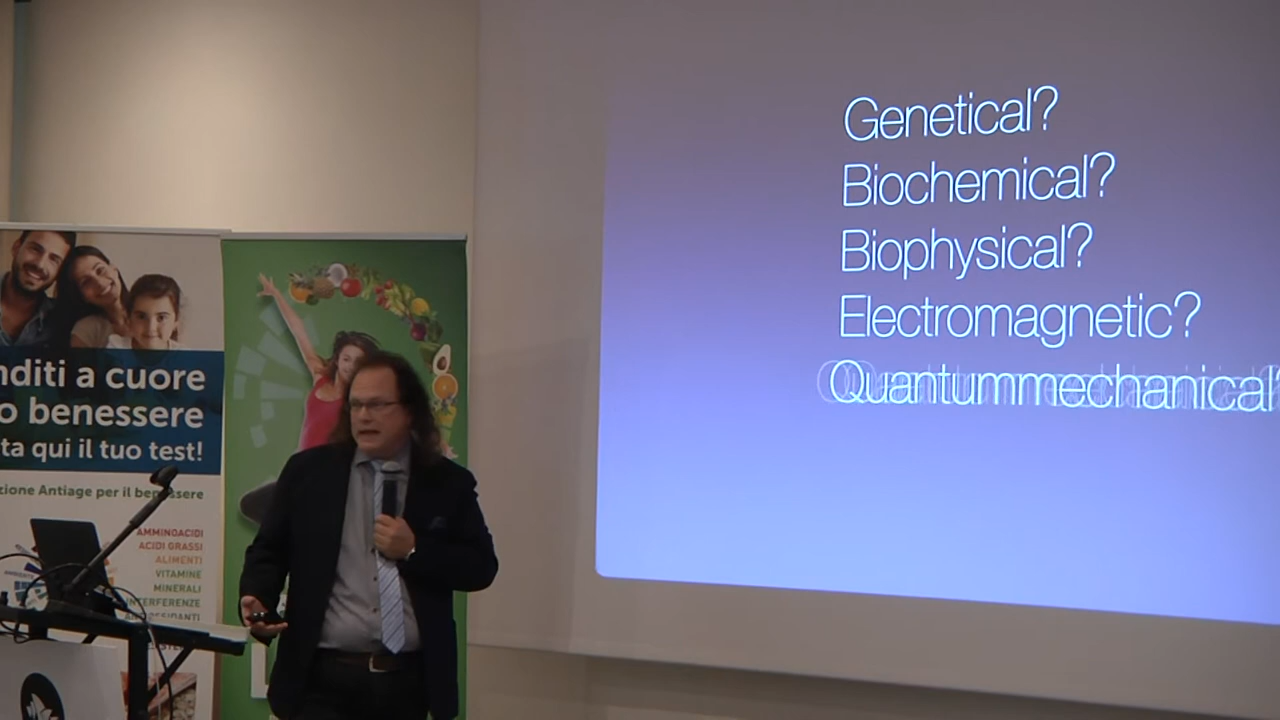 Genetical?
Biochemical?
Biophysical?
Electromagnetic?
Quantummechanical?
nditi a cuore
o benessere
ta qui il tuo test!
zione Antiage per il benessere
AMMINOACIDI
ACIDI GRASSI
ALIMENTI
VITAMINE
MINERALI
INTERFERENZE